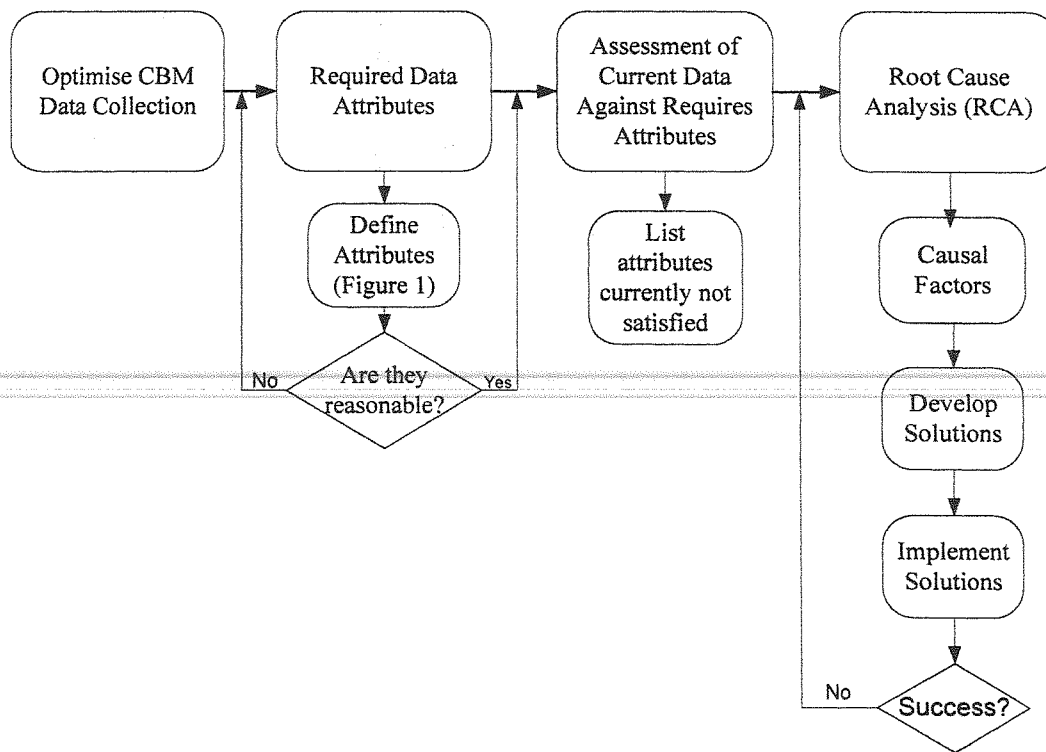 Optimise CBM
Data Collection
Required Data
Attributes
Assessment of
Current Data
Against Requires
Attributes
Root Cause
Analysis (RCA)
Define
Attributes
(Figure 1)
List
attributes
currently not
satisfied
Causal
Factors
No
Are they
reasonable?
Yes
Develop
Solutions
Implement
Solutions
No
Success?